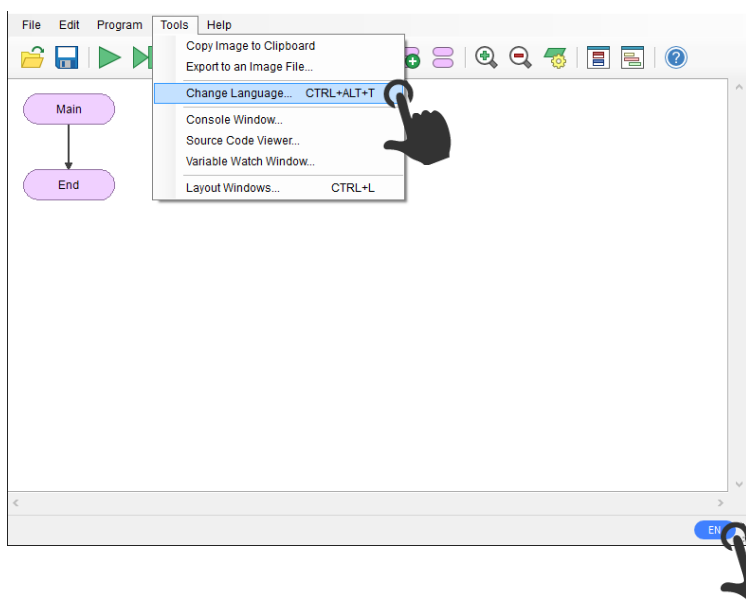 File Edit Program Tools Help
Copy Image to Clipboard
Export to an Image File...
Change Language... CTRL+ALT+T
Console Window...
Source Code Viewer...
Variable Watch Window...
Layout Windows... CTRL+L
Main
End
EN